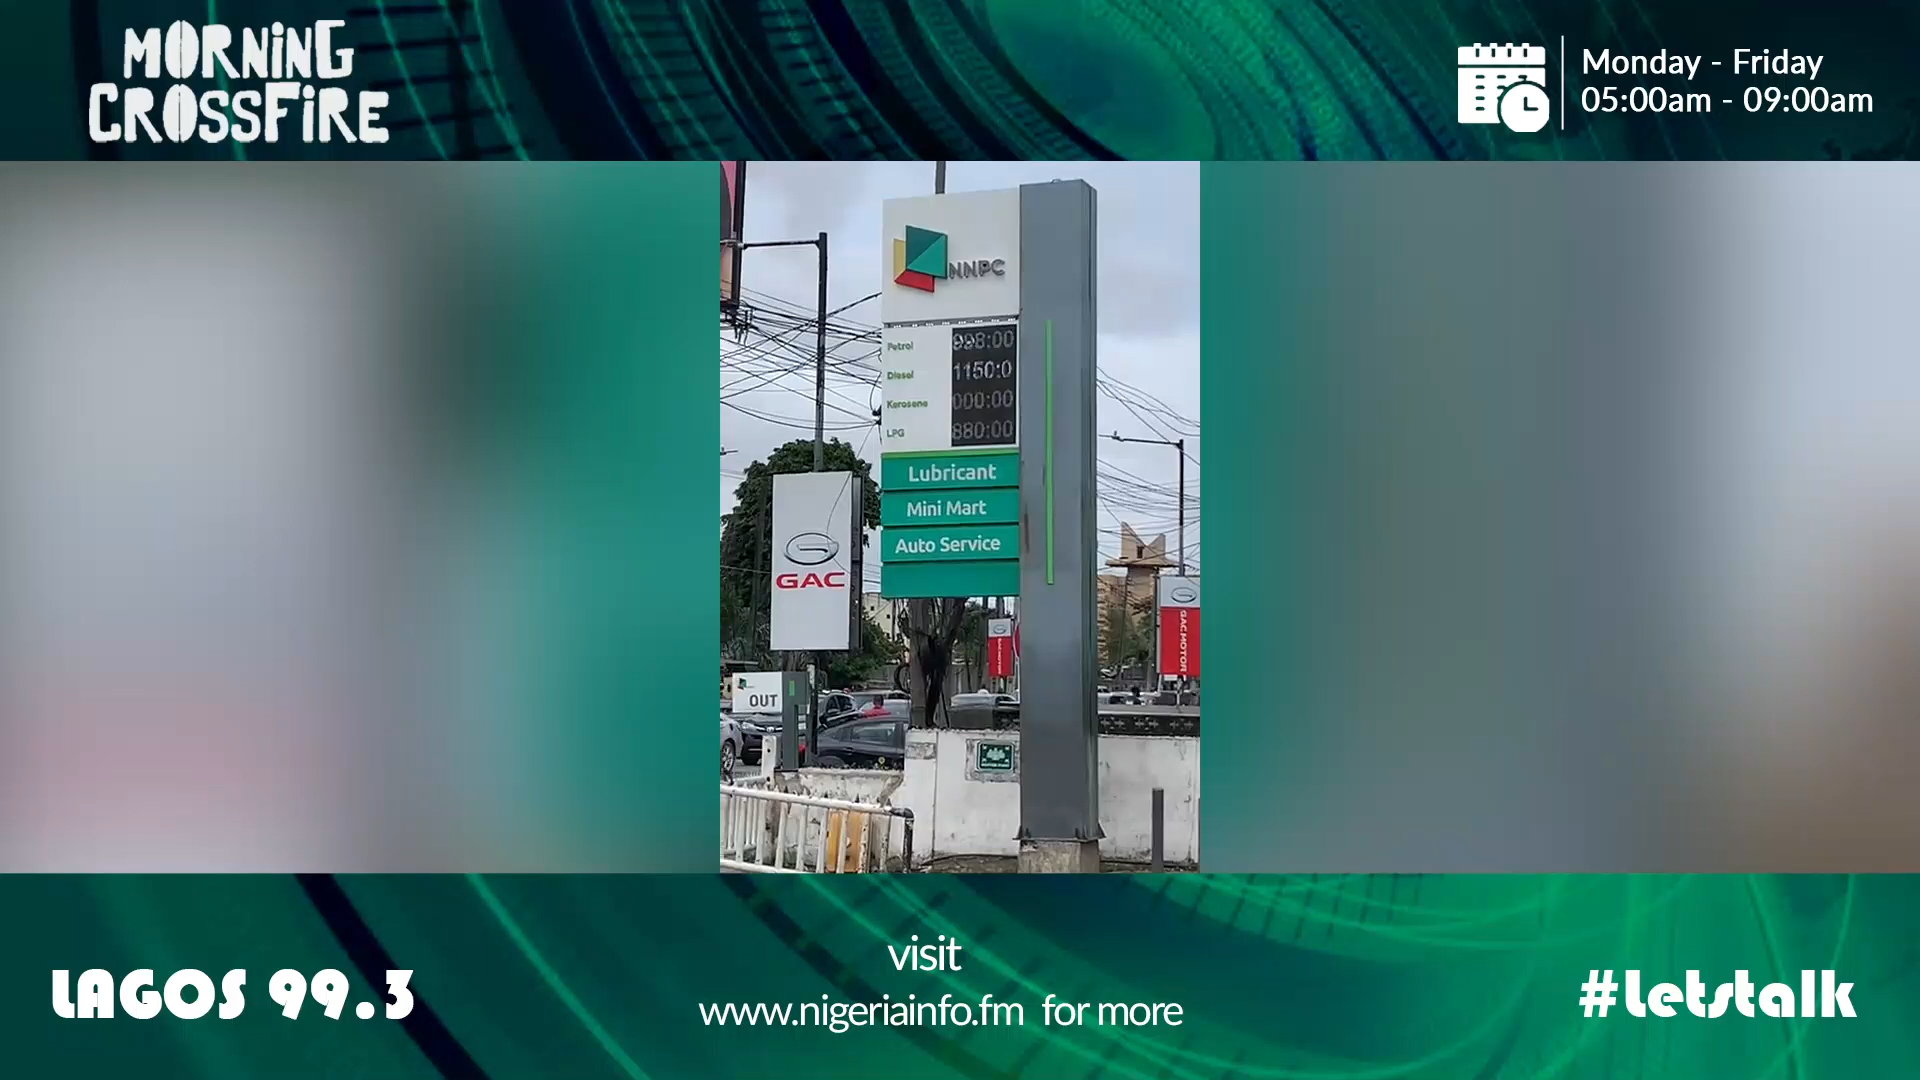 MORNING
CROSSFIRE
Monday - Friday
05:00am - 09:00am
NNPC
Petrol 998:00
Diesel 1150:0
Kerosene 000:00
LPG 880:00
Lubricant
Mini Mart
Auto Service
GAC
OUT
GAC MOTOR
GAC MOTOR
visit
www.nigeriainfo.fm for more
LAGOS 99.3
#Letstalk